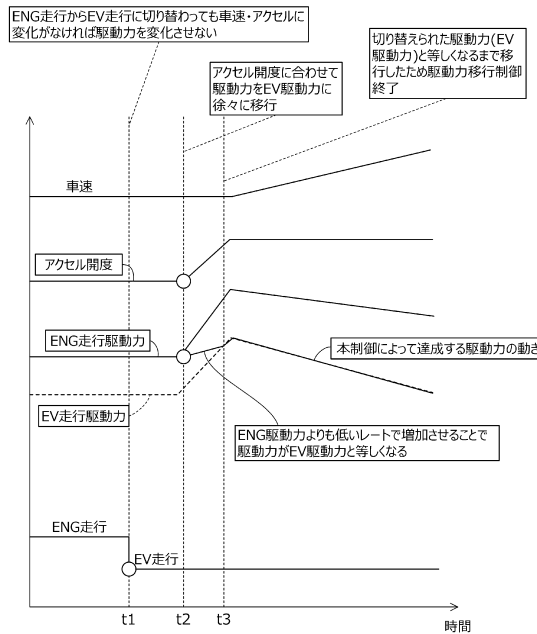 ENG走行からEV走行に切り替わっても車速・アクセルに
変化がなければ駆動力を変化させない
切り替えられた駆動力(EV
駆動力)と等しくなるまで移
行したため駆動力移行制御
終了
アクセル開度に合わせて
駆動力をEV駆動力に
徐々に移行
車速
アクセル開度
ENG走行駆動力
本制御によって達成する駆動力の動き
EV走行駆動力
ENG駆動力よりも低いレートで増加させることで
駆動力がEV駆動力と等しくなる
ENG走行
EV走行
t1
t2
t3
時間